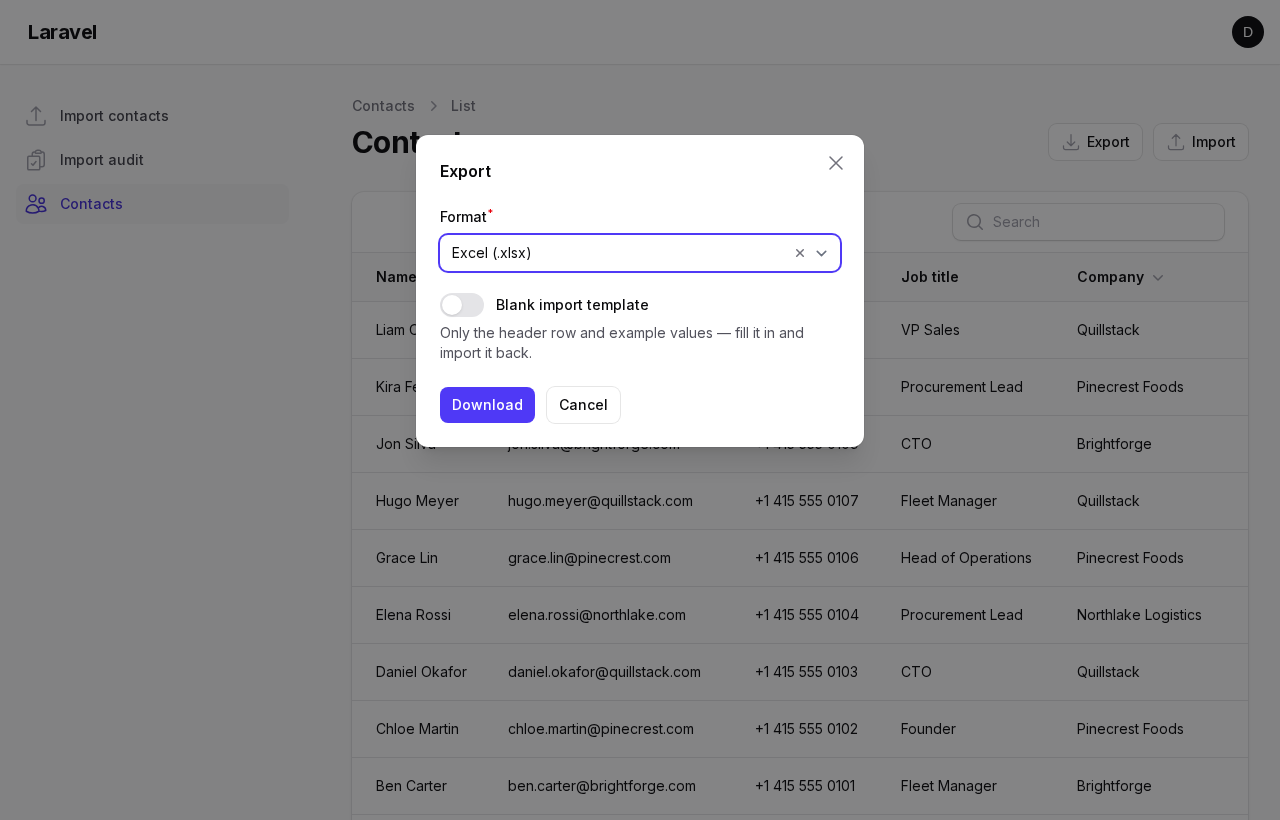 Laravel
D
Import contacts
Import audit
Contacts
Contacts
List
Export
Import
Search
Name
Job title
Company
Liam
VP Sales
Quillstack
Kira
Procurement Lead
Pinecrest Foods
Jon Silva
CTO
Brightforge
Hugo Meyer
hugo.meyer@quillstack.com
+1 415 555 0107
Fleet Manager
Quillstack
Grace Lin
grace.lin@pinecrest.com
+1 415 555 0106
Head of Operations
Pinecrest Foods
Elena Rossi
elena.rossi@northlake.com
+1 415 555 0104
Procurement Lead
Northlake Logistics
Daniel Okafor
daniel.okafor@quillstack.com
+1 415 555 0103
CTO
Quillstack
Chloe Martin
chloe.martin@pinecrest.com
+1 415 555 0102
Founder
Pinecrest Foods
Ben Carter
ben.carter@brightforge.com
+1 415 555 0101
Fleet Manager
Brightforge
Export
Format*
Excel (.xlsx)
Blank import template
Only the header row and example values — fill it in and
import it back.
Download
Cancel